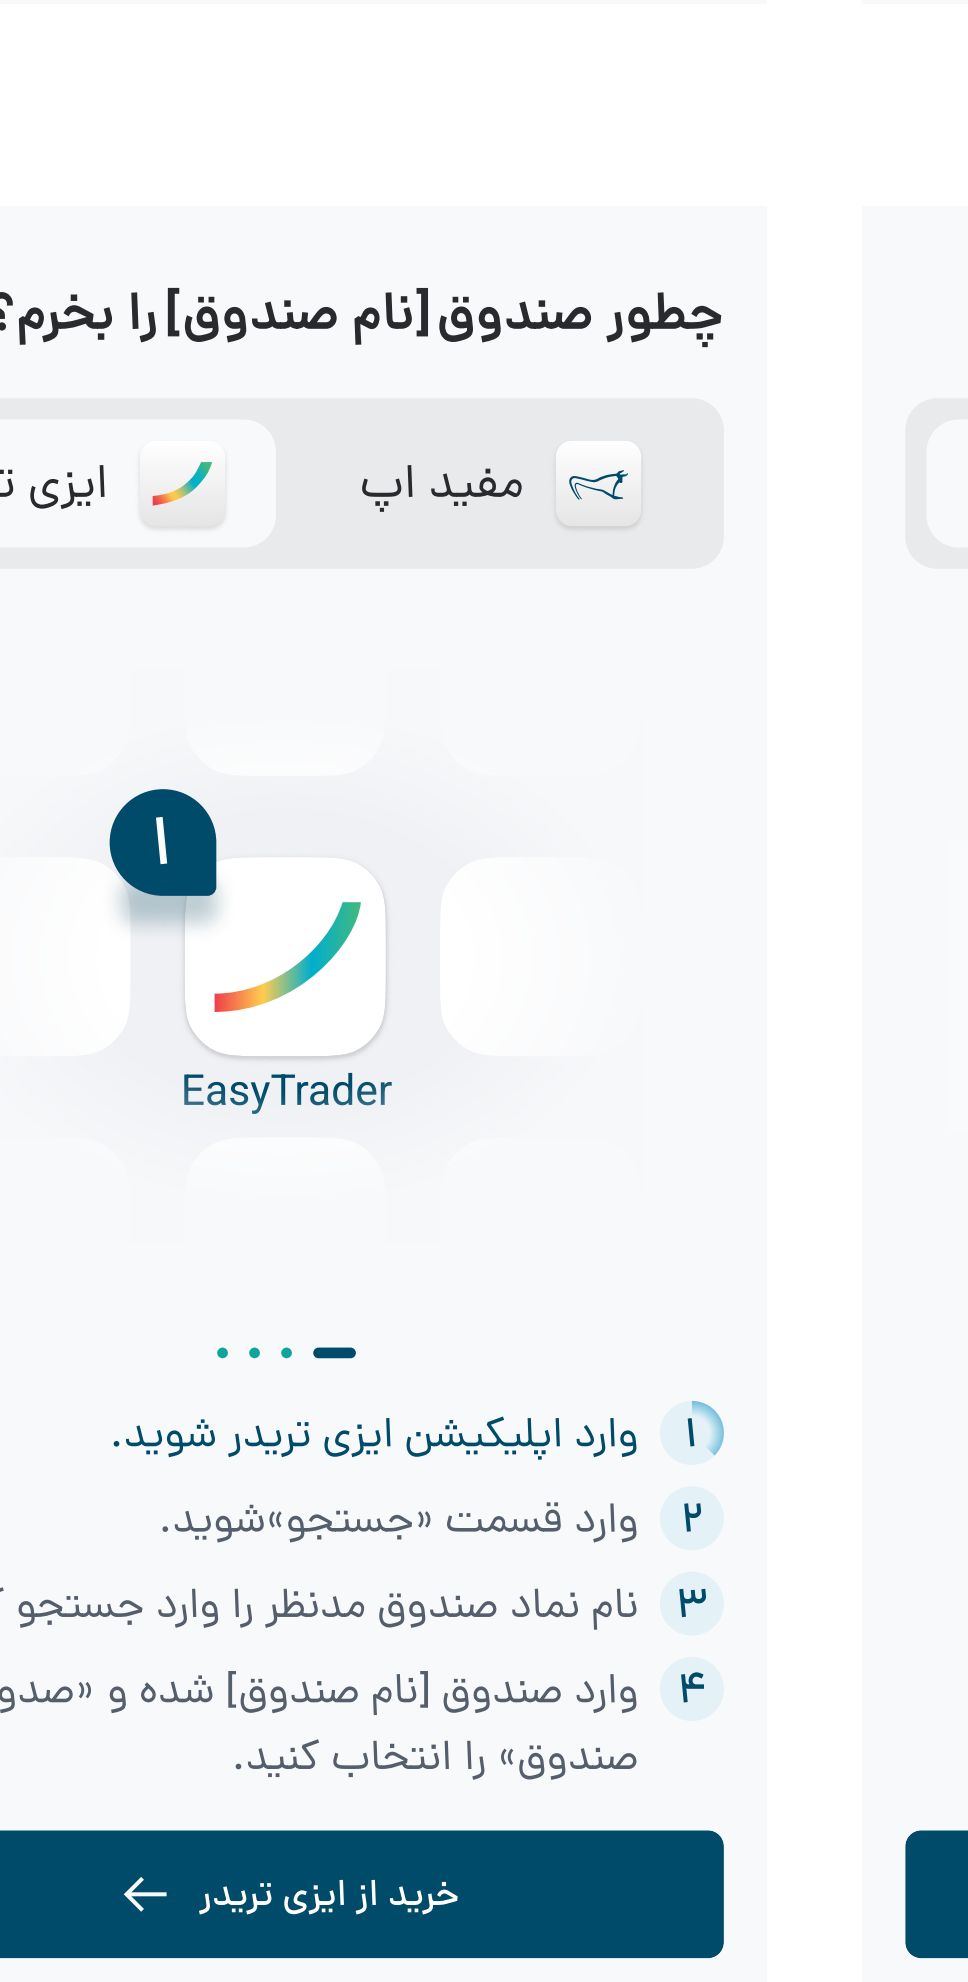 چطور صندوق [نام صندوق] را بخرم؟
مفید اپ
ایزی
۱
EasyTrader
۱ وارد اپلیکیشن ایزی تریدر شوید.
۲ وارد قسمت «جستجو»شوید.
۳ نام نماد صندوق مدنظر را وارد جستجو
۴ وارد صندوق [نام صندوق] شده و
صندوق» را انتخاب کنید.
خرید از ایزی تریدر